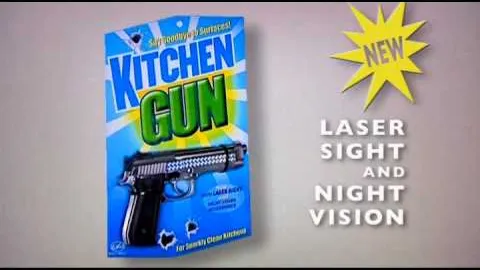 Say Goodbye to Surfaces!
KITCHEN
GUN
For Sparkly Clean Kitchens
NEW
LASER
SIGHT
AND
NIGHT
VISION